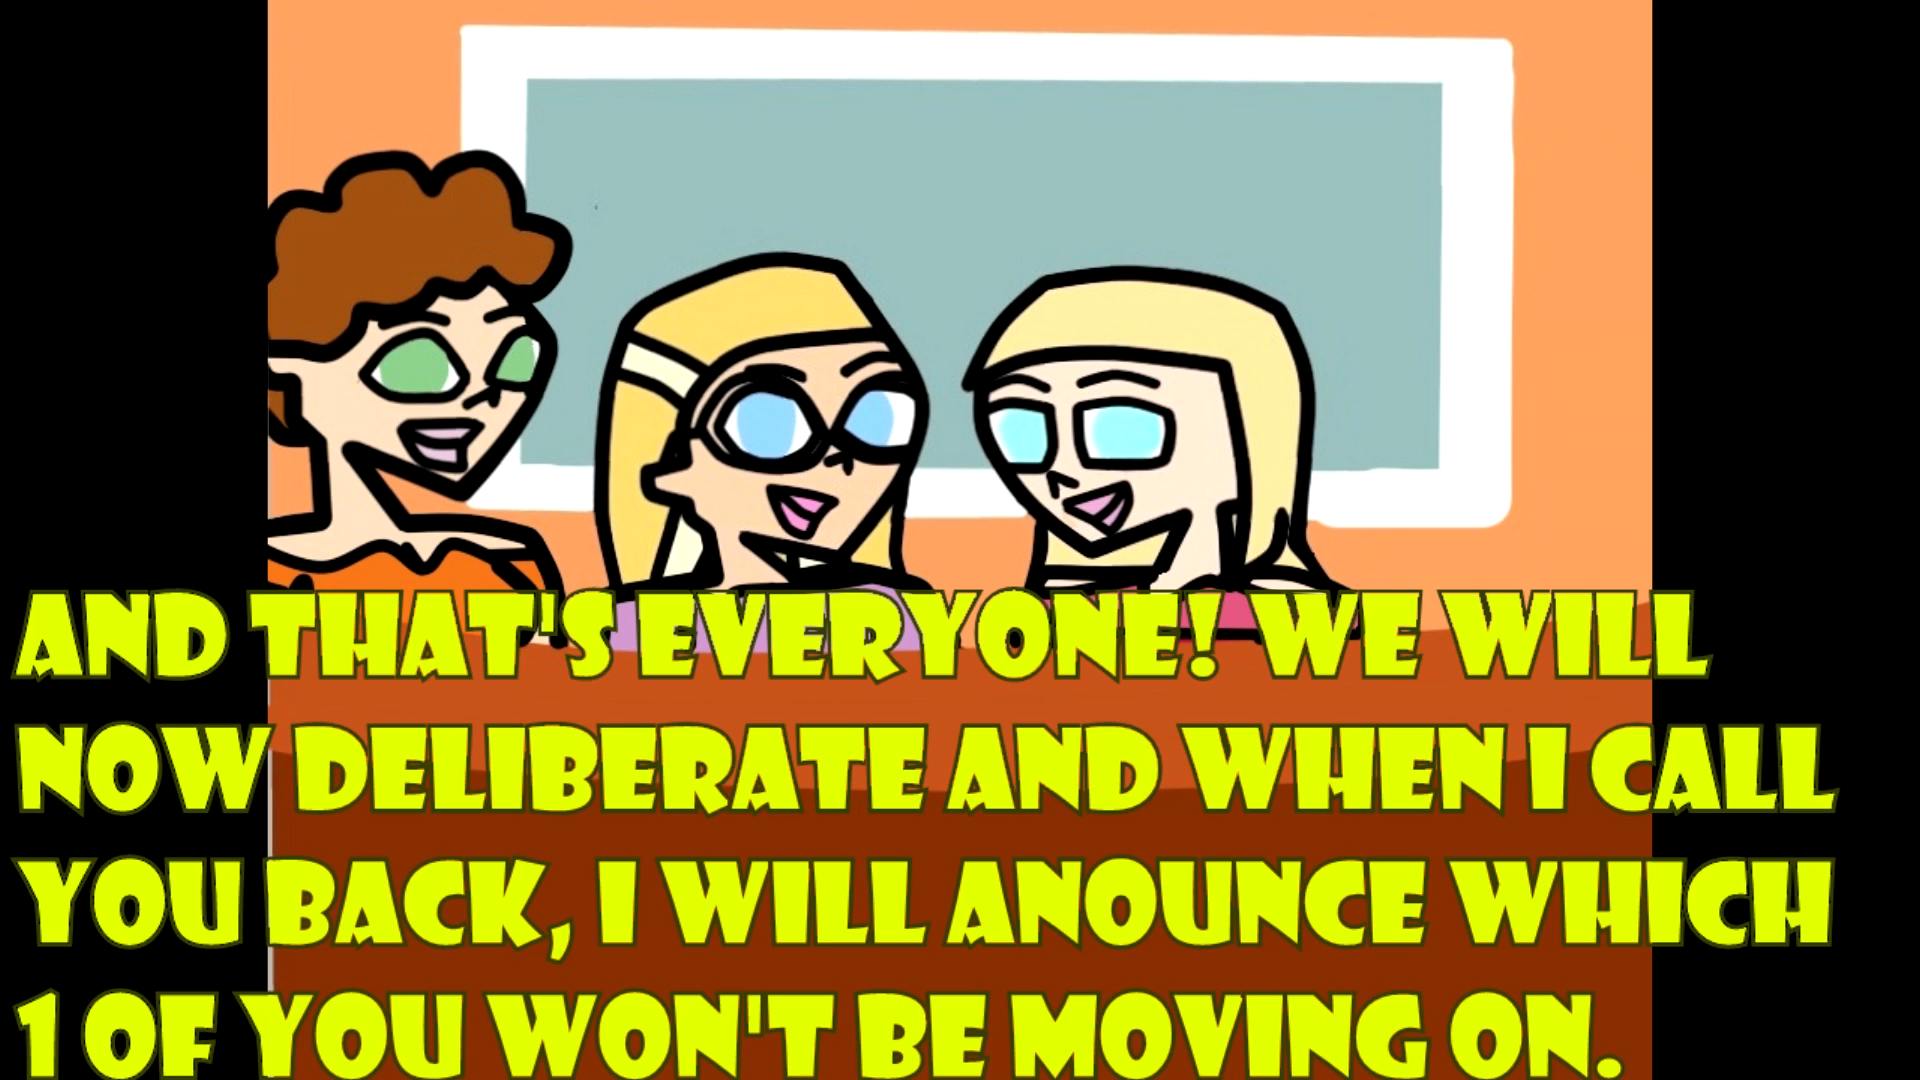 AND THAT'S EVERYONE! WE WILL
NOW DELIBERATE AND WHEN I CALL
YOU BACK, I WILL ANOUNCE WHICH
1 OF YOU WON'T BE MOVING ON.